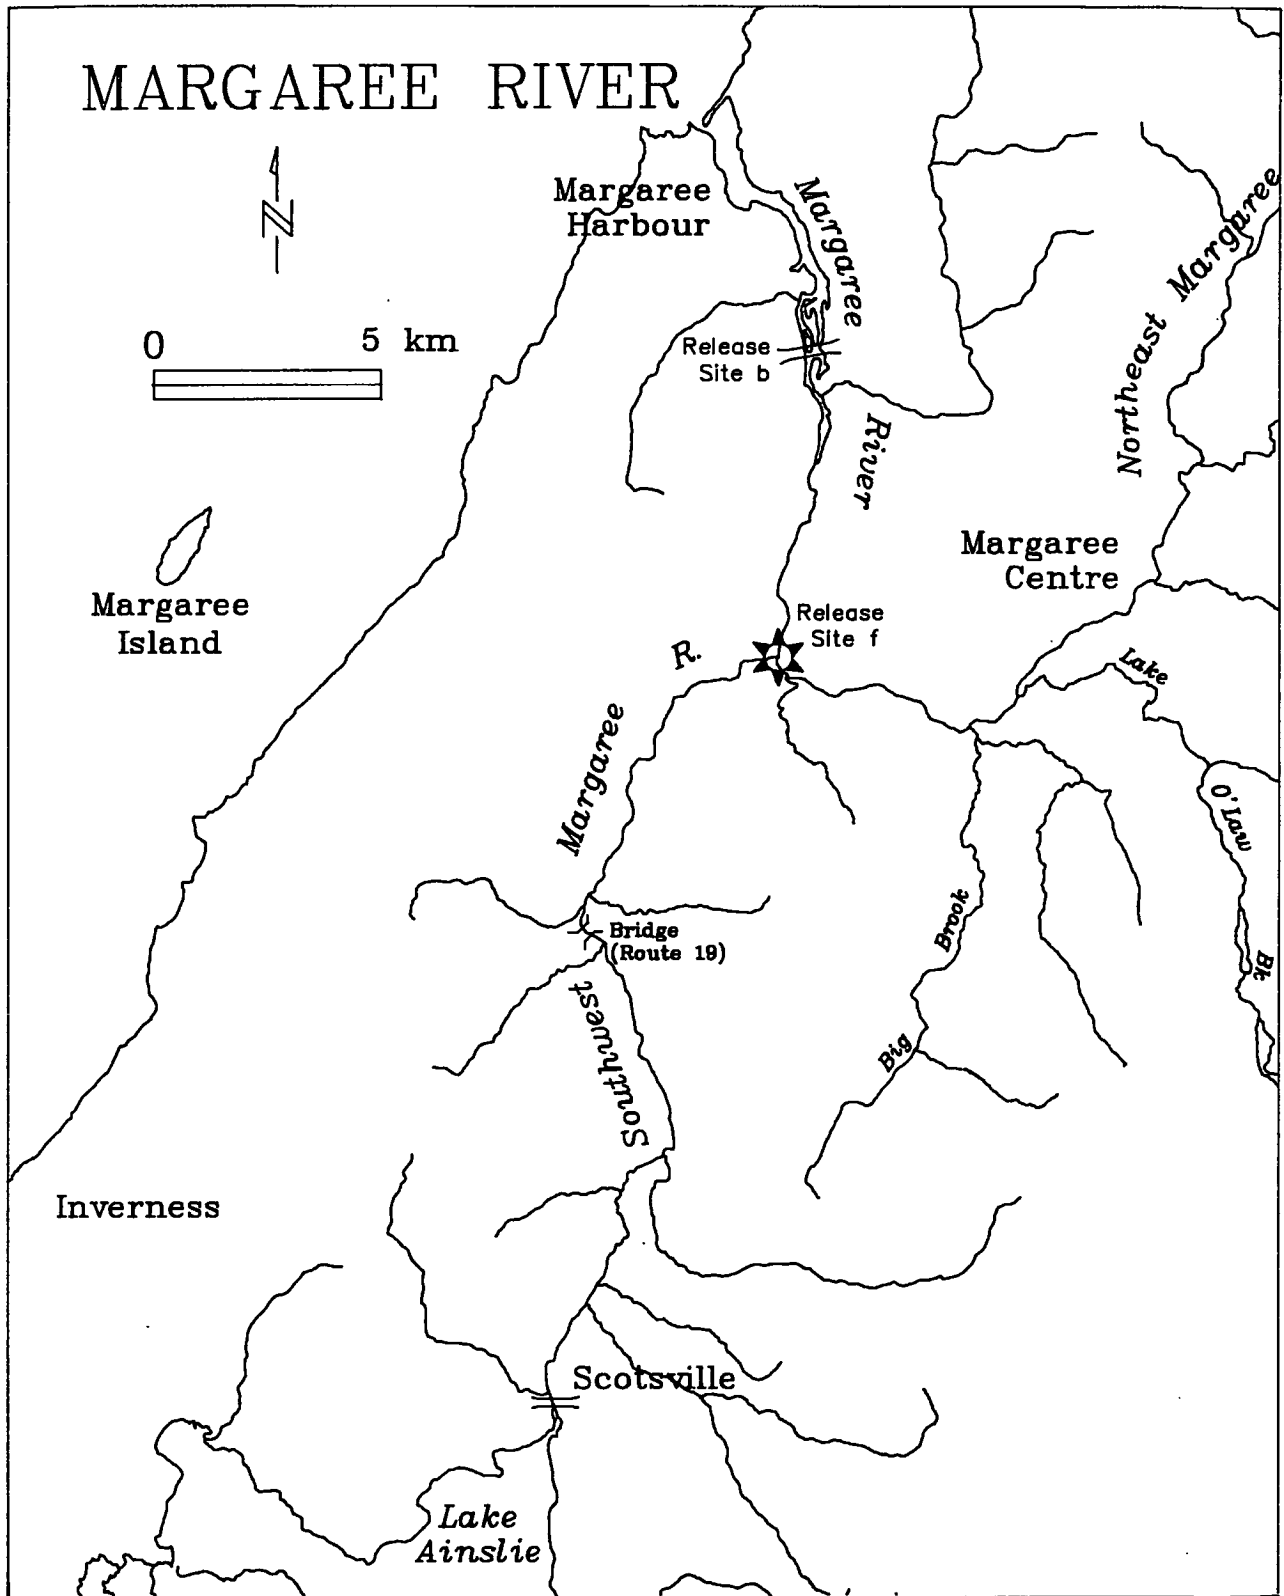 MARGAREE RIVER
N
Margaree
Harbour
Margaree
River
Northeast Margaree
0 5 km
Release
Site b
Margaree
Island
Margaree
Centre
Release
Site f
Lake
O'Law
Bk
R.
Margaree
Southwest
Bridge
(Route 19)
Brook
Big
Inverness
Scotsville
Lake
Ainslie